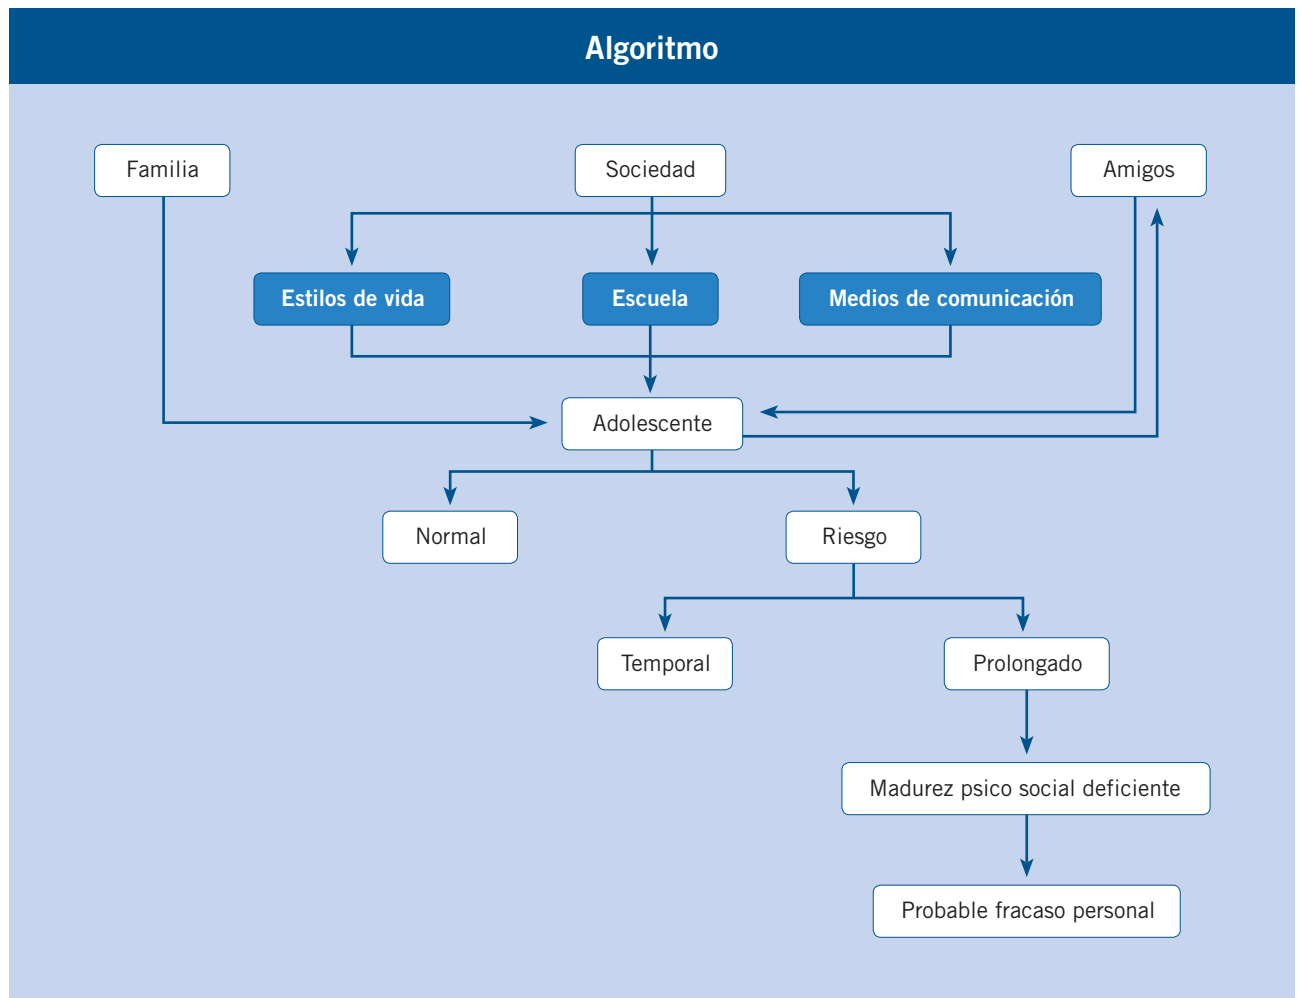 Algoritmo
Familia
Sociedad
Amigos
Estilos de vida
Escuela
Medios de comunicación
Adolescente
Normal
Riesgo
Temporal
Prolongado
Madurez psico social deficiente
Probable fracaso personal